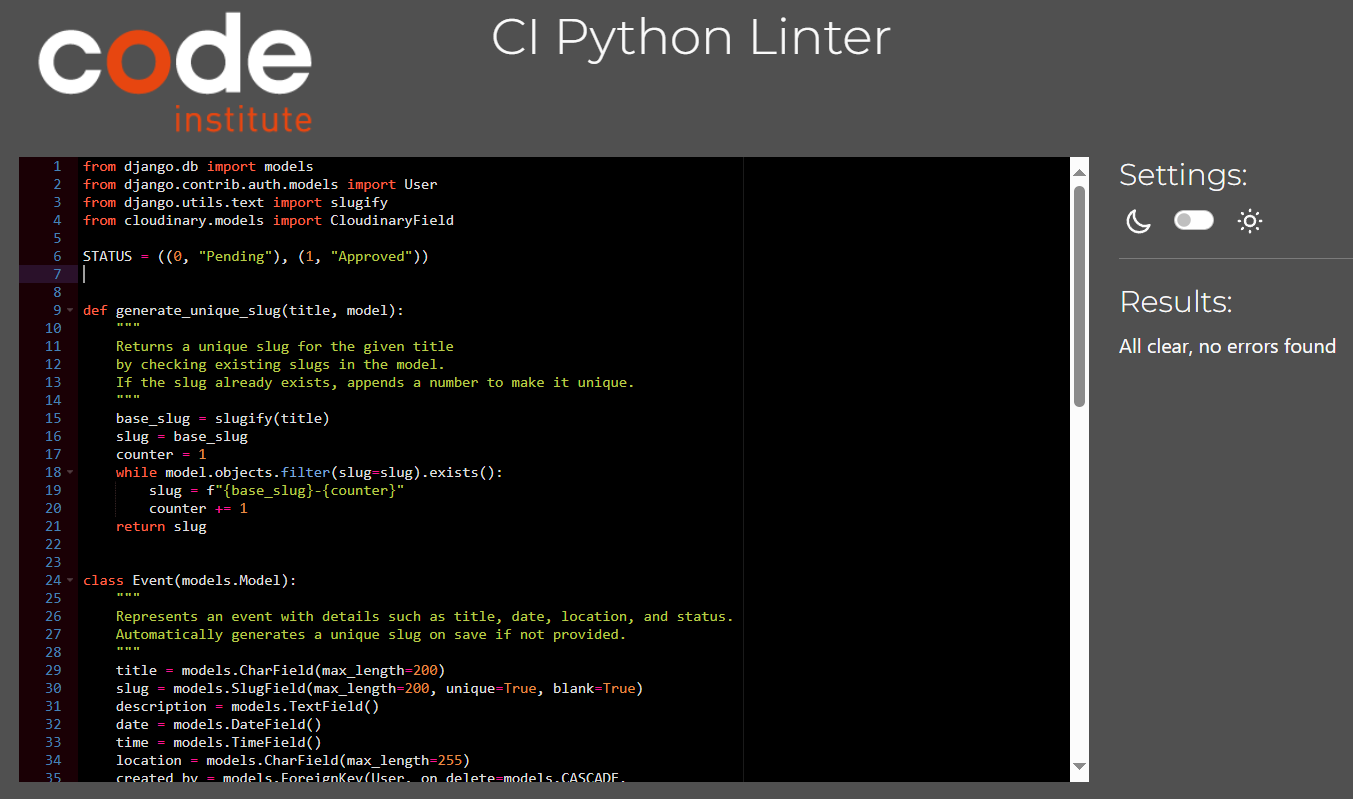 code
institute
CI Python Linter
1 from django.db import models
2 from django.contrib.auth.models import User
3 from django.utils.text import slugify
4 from cloudinary.models import CloudinaryField
5
6 STATUS = ((0, "Pending"), (1, "Approved"))
7
8
9 def generate_unique_slug(title, model):
10     """
11     Returns a unique slug for the given title
12     by checking existing slugs in the model.
13     If the slug already exists, appends a number to make it unique.
14     """
15     base_slug = slugify(title)
16     slug = base_slug
17     counter = 1
18     while model.objects.filter(slug=slug).exists():
19         slug = f"{base_slug}-{counter}"
20         counter += 1
21     return slug
22
23
24 class Event(models.Model):
25     """
26     Represents an event with details such as title, date, location, and status.
27     Automatically generates a unique slug on save if not provided.
28     """
29     title = models.CharField(max_length=200)
30     slug = models.SlugField(max_length=200, unique=True, blank=True)
31     description = models.TextField()
32     date = models.DateField()
33     time = models.TimeField()
34     location = models.CharField(max_length=255)
35     created_by = models.ForeignKey(User, on_delete=models.CASCADE,
Settings:
Results:
All clear, no errors found